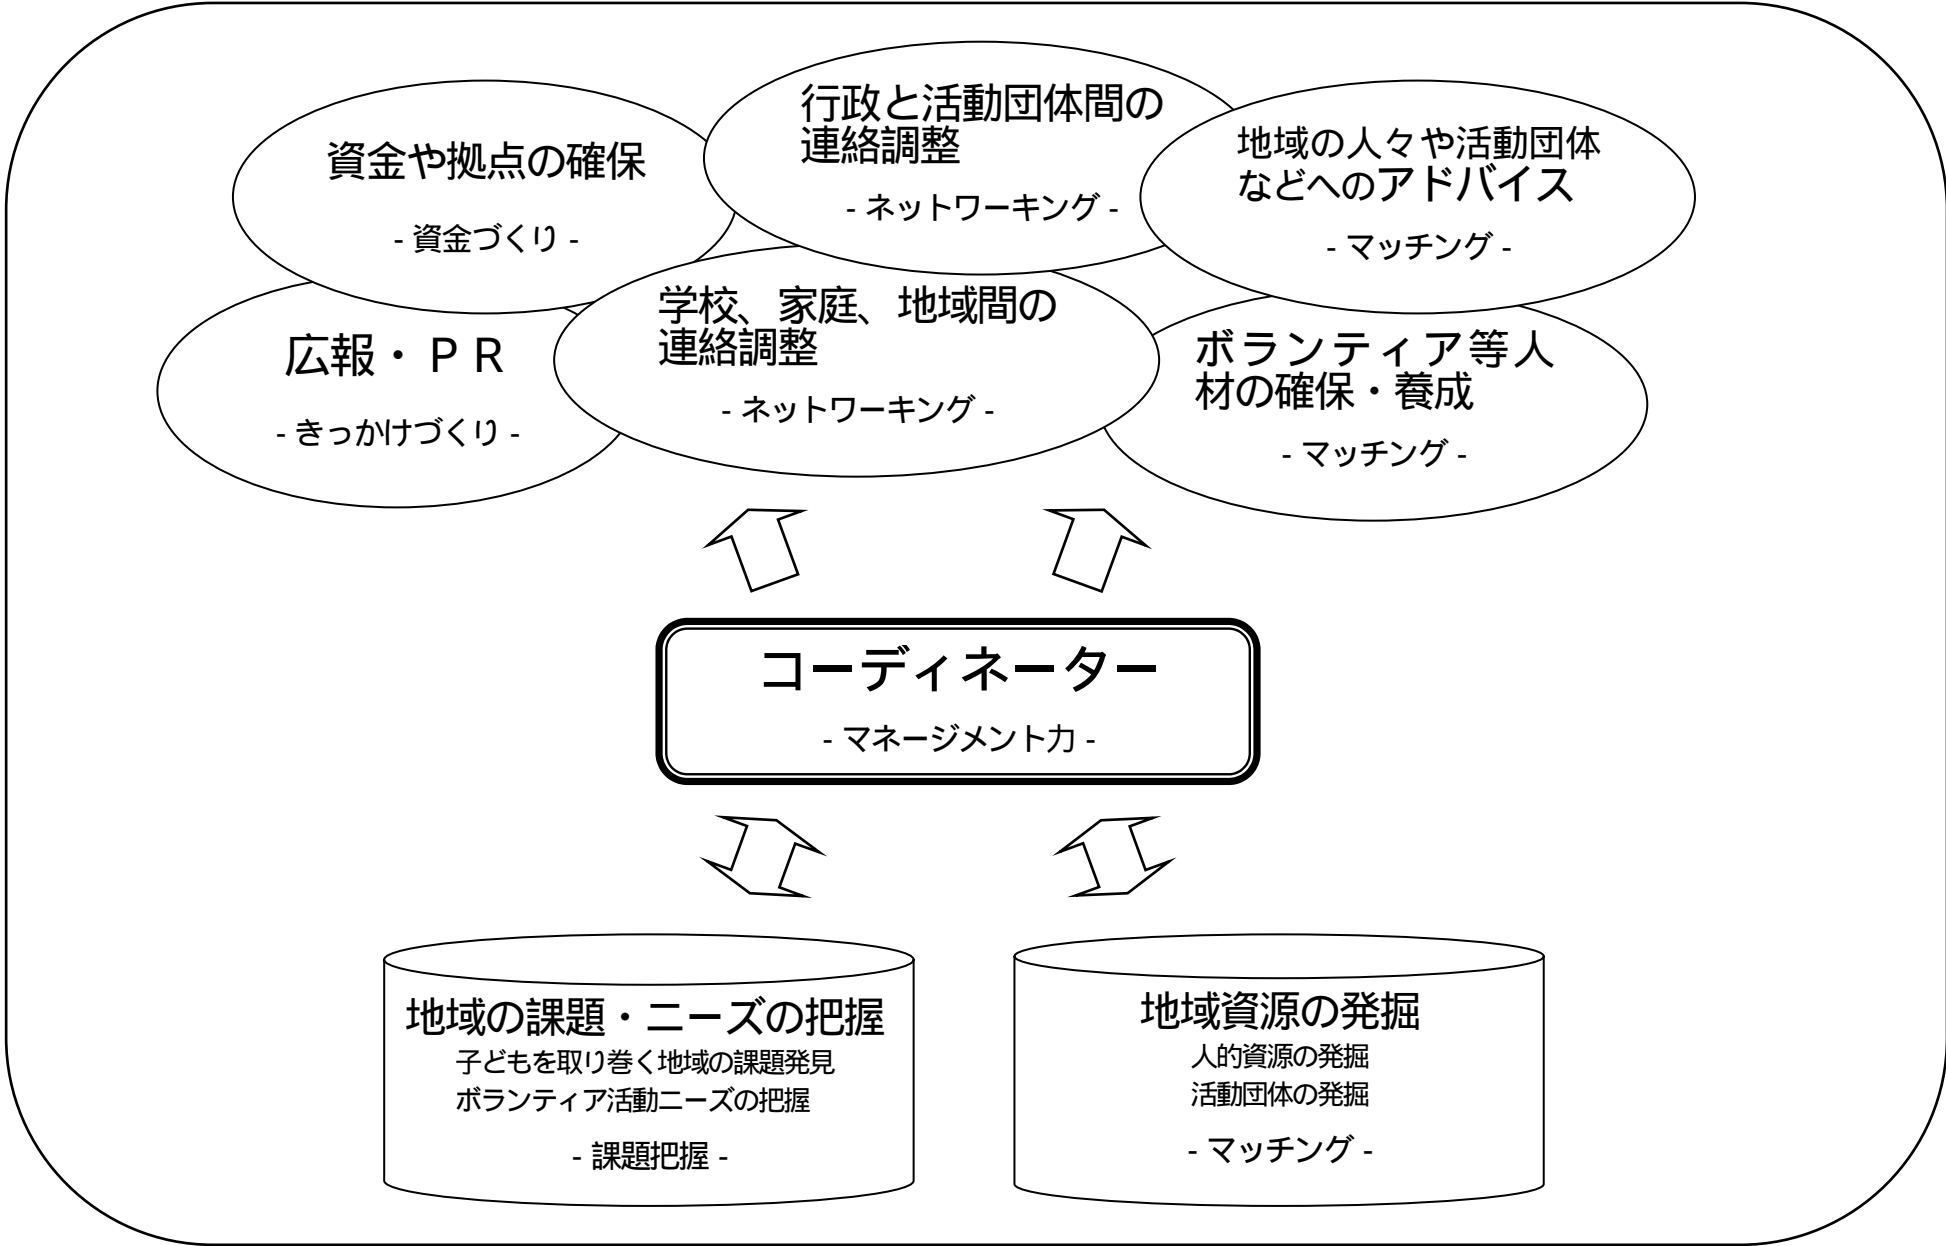 行政と活動団体間の
連絡調整
- ネットワーキング -
資金や拠点の確保
- 資金づくり -
地域の人々や活動団体
などへのアドバイス
- マッチング -
広報・ＰＲ
- きっかけづくり -
学校、家庭、地域間の
連絡調整
- ネットワーキング -
ボランティア等人
材の確保・養成
- マッチング -
コーディネーター
- マネージメント力 -
地域の課題・ニーズの把握
子どもを取り巻く地域の課題発見
ボランティア活動ニーズの把握
- 課題把握 -
地域資源の発掘
人的資源の発掘
活動団体の発掘
- マッチング -